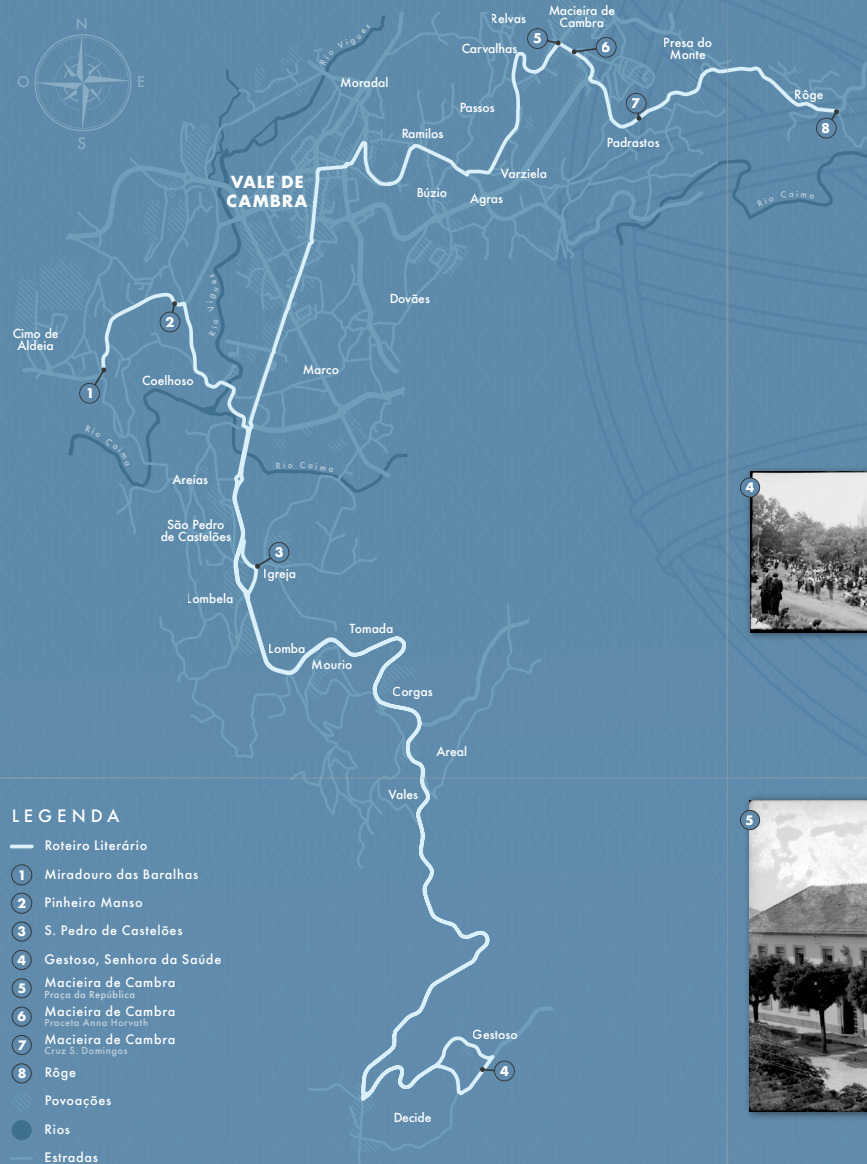 N
O
E
S
Rio Vigues
Relvas
Macieira de
Cambra
Carvalhas
5
6
Presa do
Monte
Moradal
Passos
7
Rôge
8
Ramilos
Padrastos
VALE DE
CAMBRA
Varziela
Búzio
Agras
Rio Caima
Rio Vigues
Dovães
2
Cimo de
Aldeia
Marco
Coelhoso
1
Rio Caima
Rio Caima
Areias
4
São Pedro
de Castelões
3
Igreja
Lombela
Tomada
Lomba
Mourio
Corgas
Areal
Vales
LEGENDA
5
Roteiro Literário
1 Miradouro das Baralhas
2 Pinheiro Manso
3 S. Pedro de Castelões
4 Gestoso, Senhora da Saúde
5 Macieira de Cambra
Praça da República
6 Macieira de Cambra
Praceta Anna Horvath
7 Macieira de Cambra
Cruz S. Domingos
8 Rôge
Povoações
Rios
Estradas
Gestoso
4
Decide